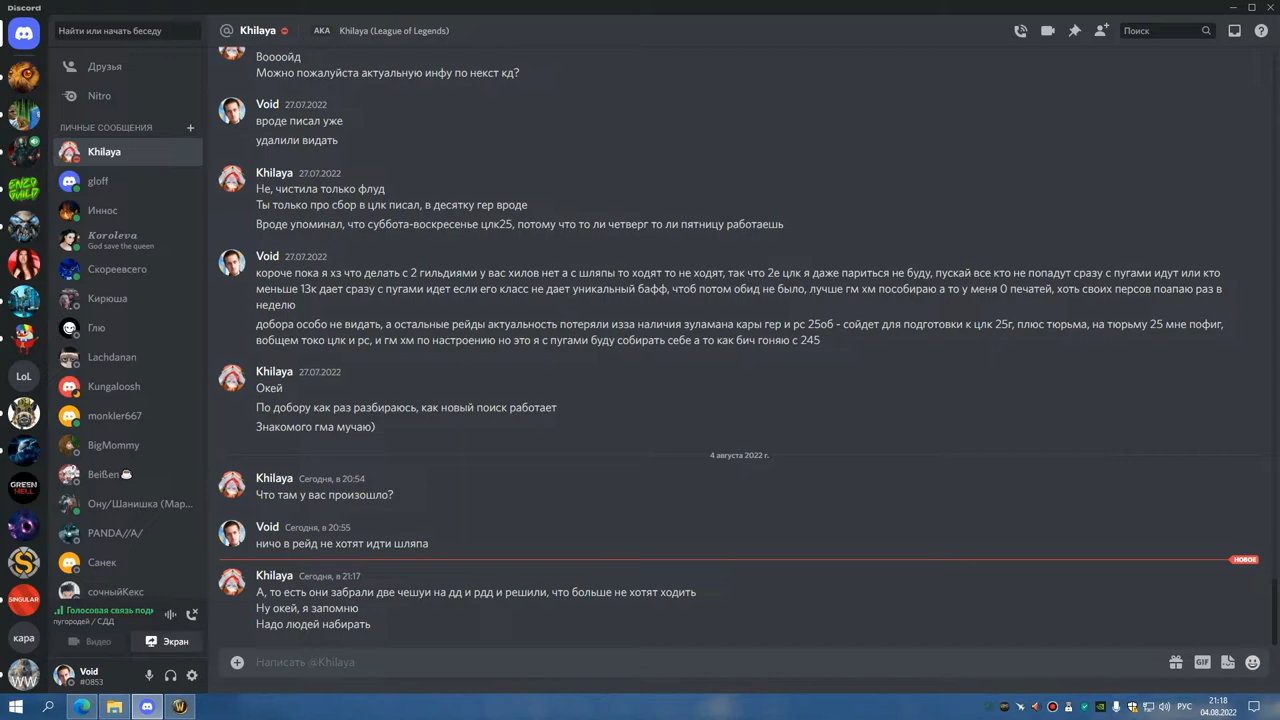 Discord
Найти или начать беседу
@ Khilaya
AKA Khilaya (League of Legends)
Поиск
Друзья
Nitro
ЛИЧНЫЕ СООБЩЕНИЯ +
Khilaya
gloff
Иннос
Koroleva
God save the queen
Скореевсего
Кирюша
Глю
Lachdanan
Kungaloosh
monkler667
BigMommy
Beißen
Ону/Шанишка (Мар...
PANDA//A/
Санек
сочныйКекс
ENZO GUILD
LoL
GREEN HELL
SINGULAR
кара
WW
Голосовая связь подк
пугородей / СДД
Видео
Экран
Void
#0853
Воооойд
Можно пожалуйста актуальную инфу по некст кд?
Void 27.07.2022
вроде писал уже
удалили видать
Khilaya 27.07.2022
Не, чистила только флуд
Ты только про сбор в цлк писал, в десятку гер вроде
Вроде упоминал, что суббота-воскресенье цлк25, потому что то ли четверг то ли пятницу работаешь
Void 27.07.2022
короче пока я хз что делать с 2 гильдиями у вас хилов нет а с шляпы то ходят то не ходят, так что 2е цлк я даже париться не буду, пускай все кто не попадут сразу с пугами идут или кто
меньше 13к дает сразу с пугами идет если его класс не дает уникальный бафф, чтоб потом обид не было, лучше гм хм пособираю а то у меня 0 печатей, хоть своих персов поапаю раз в
неделю
добора особо не видать, а остальные рейды актуальность потеряли изза наличия зуламана кары гер и рс 25об - сойдет для подготовки к цлк 25г, плюс тюрьма, на тюрьму 25 мне пофиг,
вобщем токо цлк и рс, и гм хм по настроению но это я с пугами буду собирать себе а то как бич гоняю с 245
Khilaya 27.07.2022
Окей
По добору как раз разбираюсь, как новый поиск работает
Знакомого гма мучаю)
4 августа 2022 г.
Khilaya Сегодня, в 20:54
Что там у вас произошло?
Void Сегодня, в 20:55
ничо в рейд не хотят идти шляпа
НОВОЕ
Khilaya Сегодня, в 21:17
А, то есть они забрали две чешуи на дд и рдд и решили, что больше не хотят ходить
Ну окей, я запомню
Надо людей набирать
Написать @Khilaya
GIF
РУС
21:18
04.08.2022